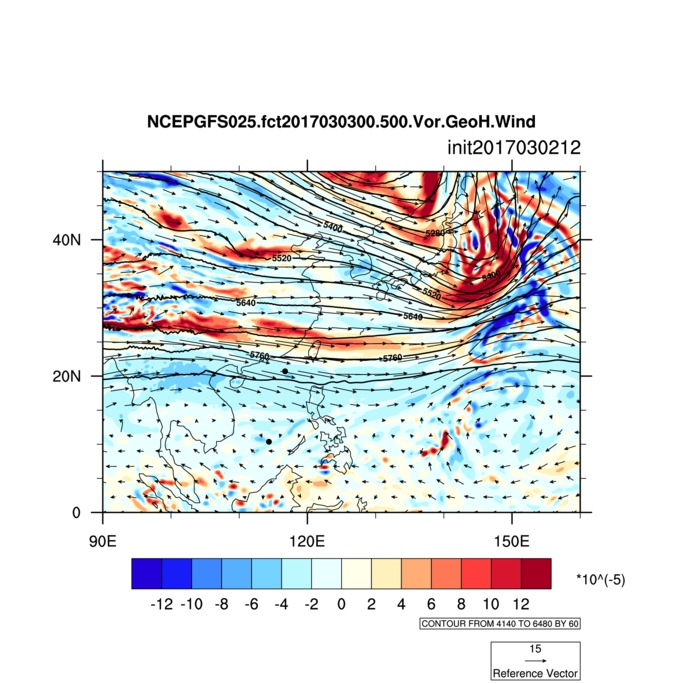 NCEPGFS025.fct2017030300.500.Vor.GeoH.Wind
init2017030212
40N
5400
5280
5520
5400
5520
5640
5640
5760
5760
20N
0
90E 120E 150E
-12 -10 -8 -6 -4 -2 0 2 4 6 8 10 12
*10^(-5)
CONTOUR FROM 4140 TO 6480 BY 60
15
Reference Vector